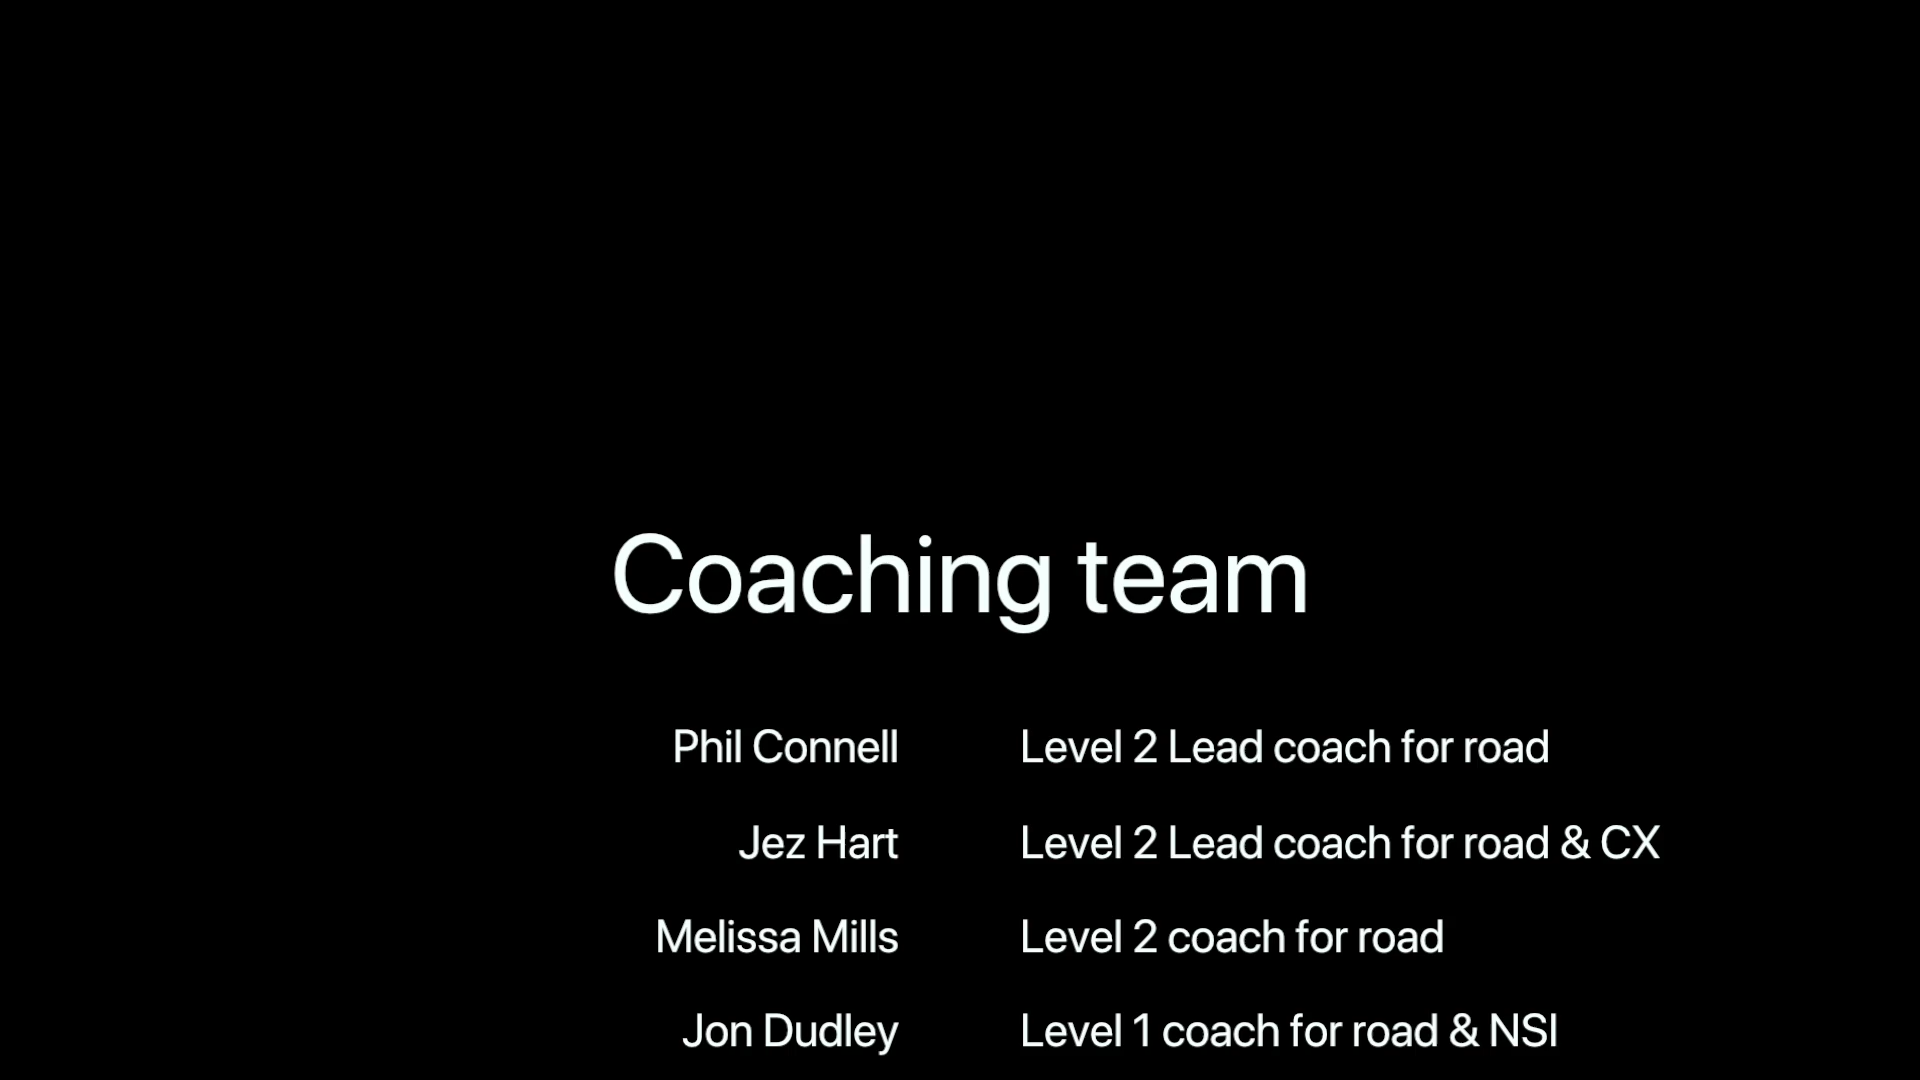 Coaching team
Phil Connell Level 2 Lead coach for road
Jez Hart Level 2 Lead coach for road & CX
Melissa Mills Level 2 coach for road
Jon Dudley Level 1 coach for road & NSI